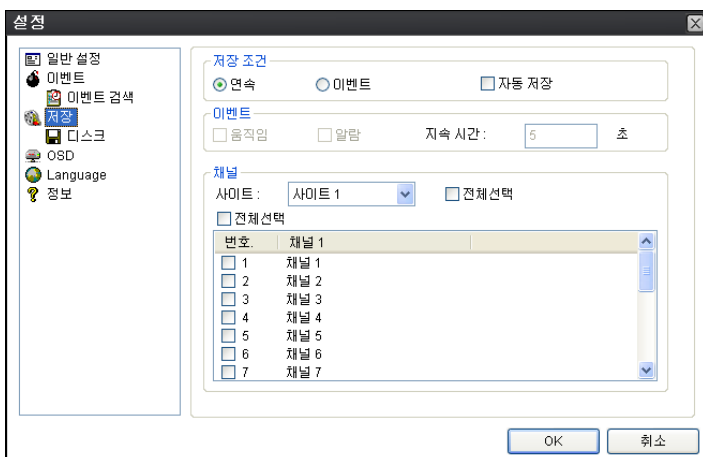 설정
일반 설정
이벤트
이벤트 검색
저장
디스크
OSD
Language
정보
저장 조건
연속 이벤트 자동 저장
이벤트
움직임 알람 지속 시간 : 5 초
채널
사이트 : 사이트 1 전체선택
전체선택
번호. 채널 1
1 채널 1
2 채널 2
3 채널 3
4 채널 4
5 채널 5
6 채널 6
7 채널 7
OK 취소